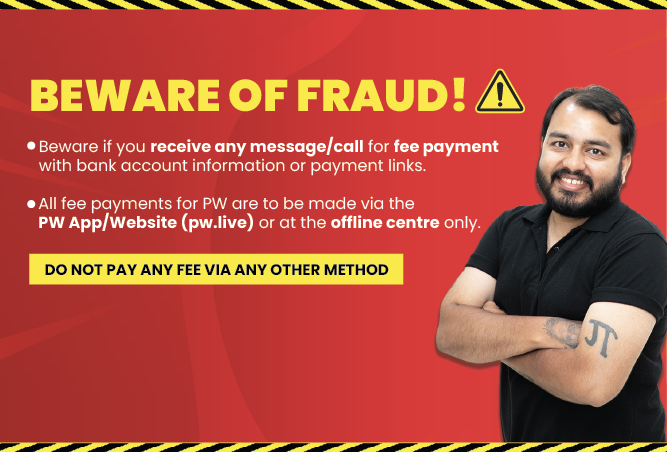 BEWARE OF FRAUD!
Beware if you receive any message/call for fee payment
with bank account information or payment links.
All fee payments for PW are to be made via the
PW App/Website (pw.live) or at the offline centre only.
DO NOT PAY ANY FEE VIA ANY OTHER METHOD
π